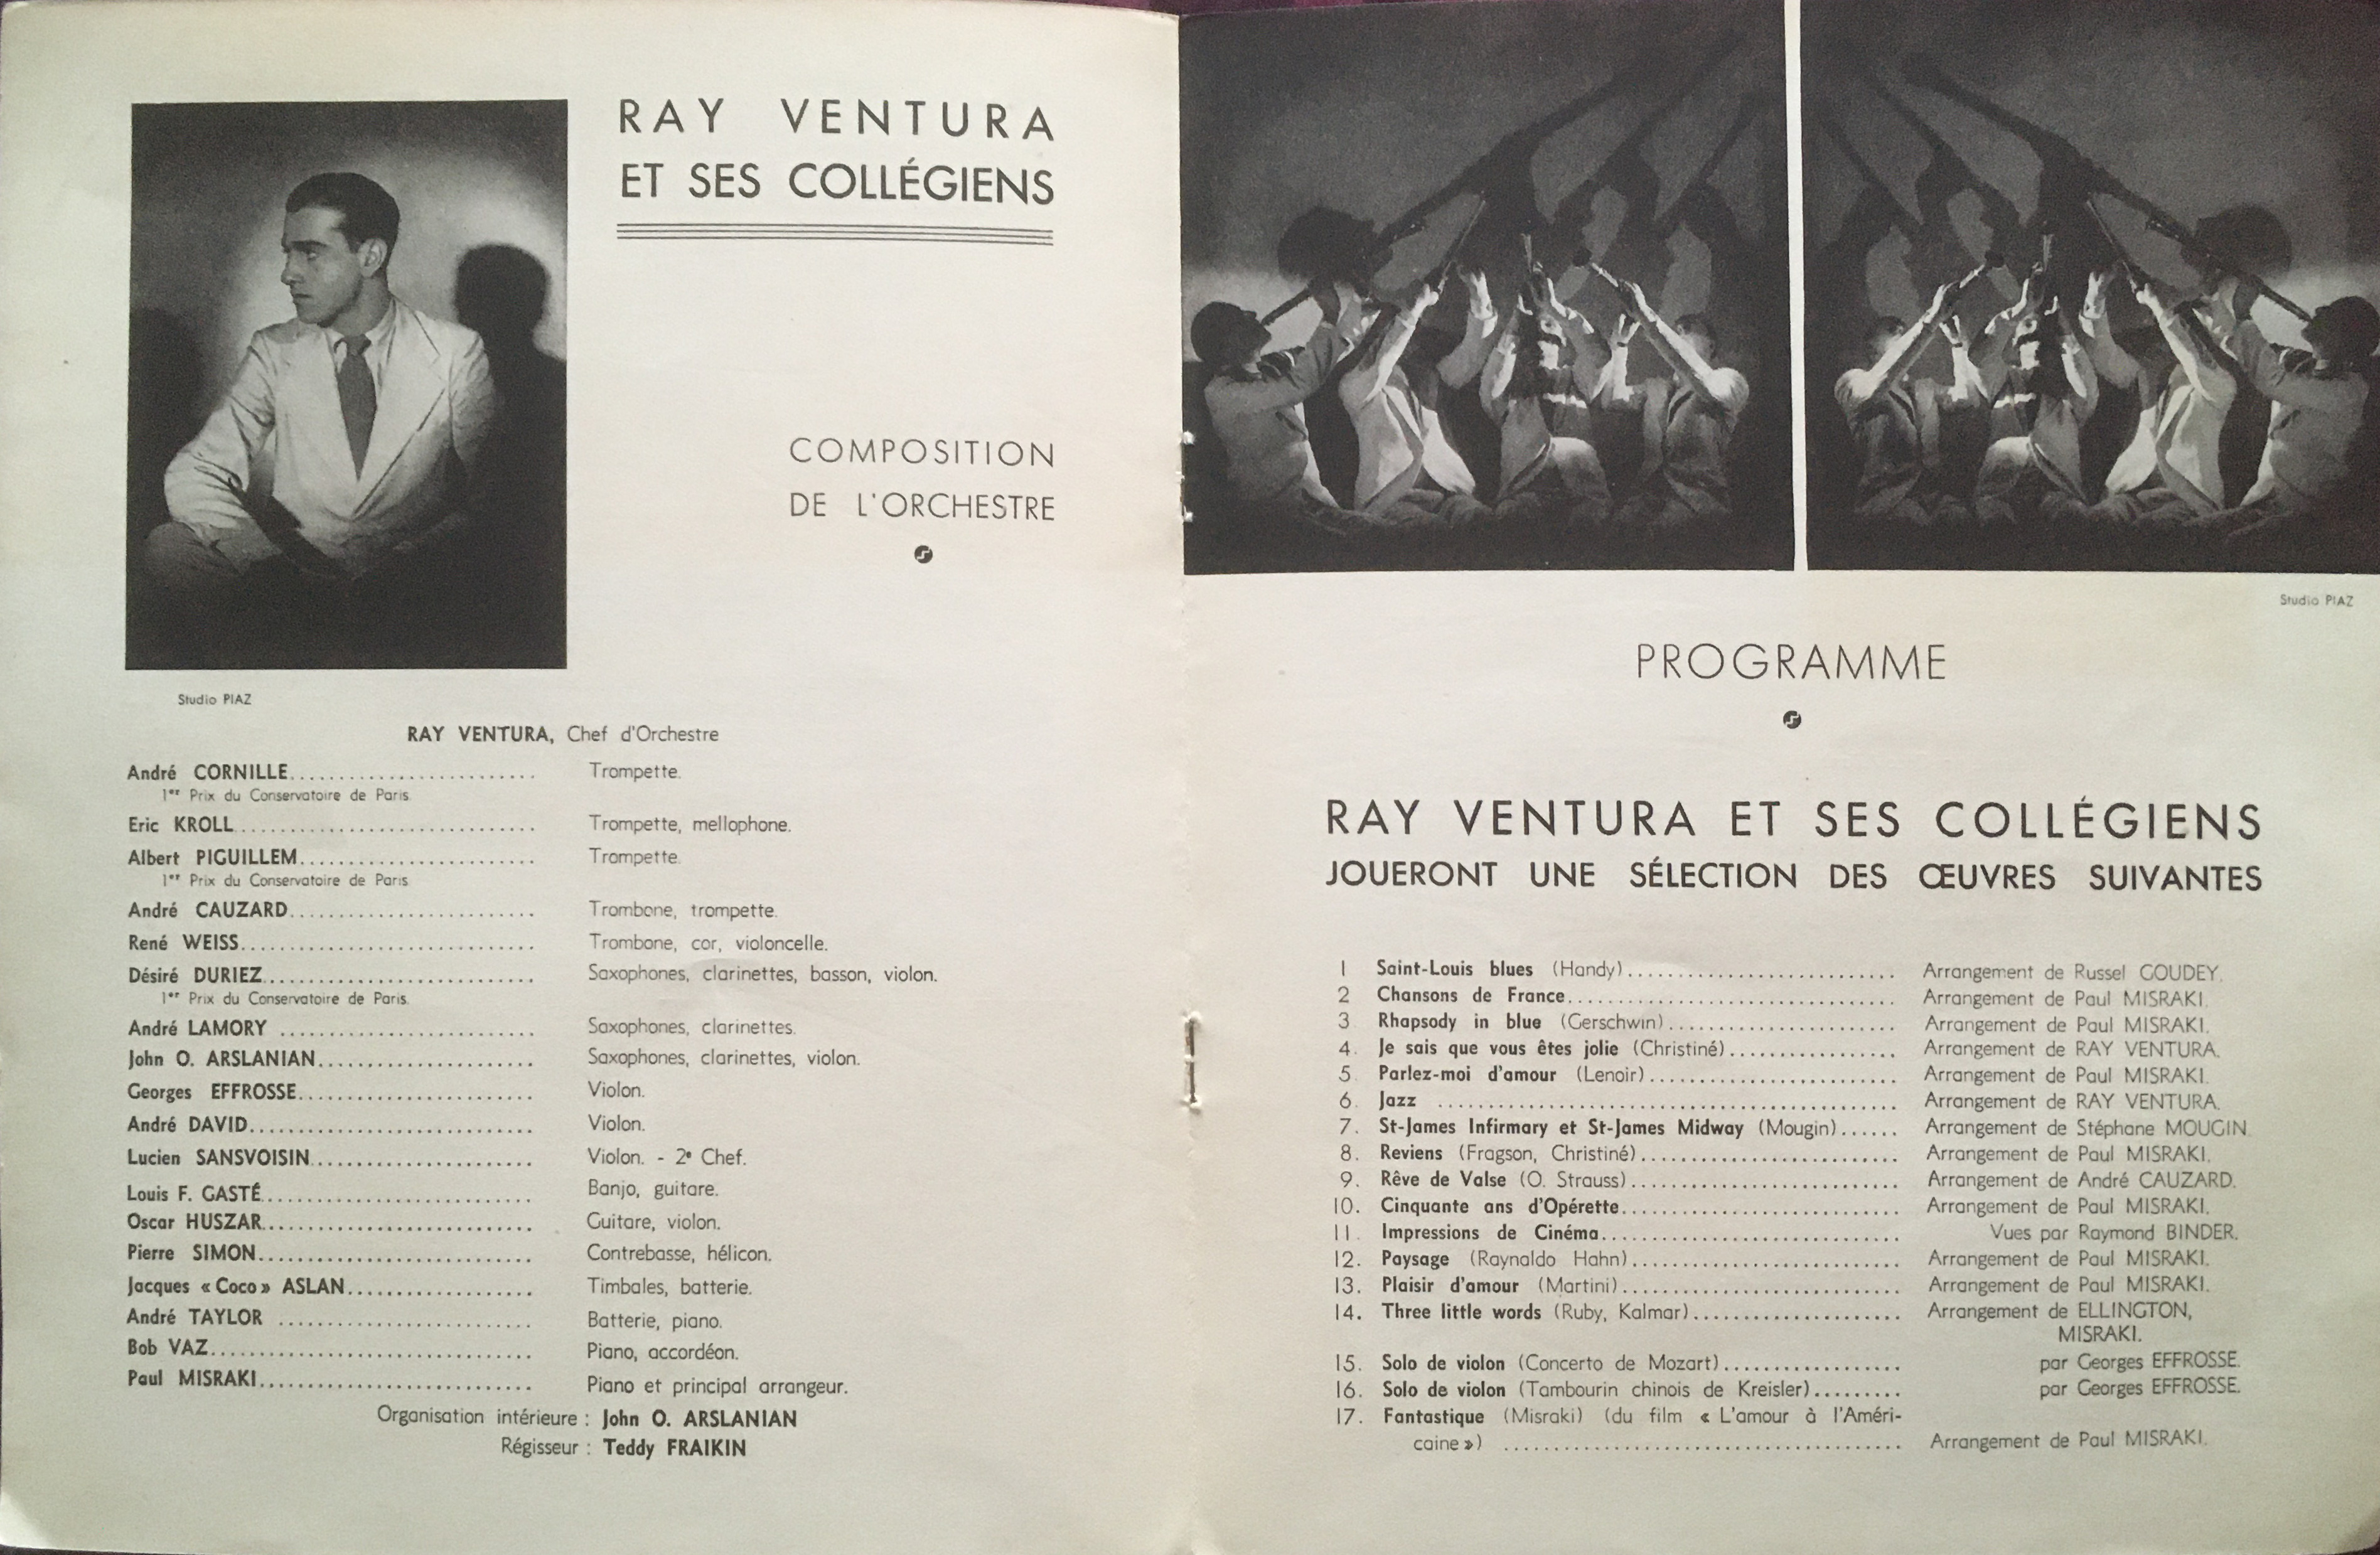 RAY VENTURA
ET SES COLLÉGIENS
COMPOSITION
DE L'ORCHESTRE
Studio PIAZ
RAY VENTURA, Chef d'Orchestre
André CORNILLE........................ Trompette.
1er Prix du Conservatoire de Paris.
Eric KROLL.............................. Trompette, mellophone.
Albert PIGUILLEM....................... Trompette.
1er Prix du Conservatoire de Paris.
André CAUZARD........................ Trombone, trompette.
René WEISS............................. Trombone, cor, violoncelle.
Désiré DURIEZ........................... Saxophones, clarinettes, basson, violon.
1er Prix du Conservatoire de Paris.
André LAMORY ......................... Saxophones, clarinettes.
John O. ARSLANIAN..................... Saxophones, clarinettes, violon.
Georges EFFROSSE....................... Violon.
André DAVID............................ Violon.
Lucien SANSVOISIN...................... Violon. - 2e Chef.
Louis F. GASTÉ........................... Banjo, guitare.
Oscar HUSZAR........................... Guitare, violon.
Pierre SIMON........................... Contrebasse, hélicon.
Jacques « Coco » ASLAN.................. Timbales, batterie.
André TAYLOR ......................... Batterie, piano.
Bob VAZ................................ Piano, accordéon.
Paul MISRAKI........................... Piano et principal arrangeur.
Organisation intérieure : John O. ARSLANIAN
Régisseur : Teddy FRAIKIN
Studio PIAZ
PROGRAMME
RAY VENTURA ET SES COLLÉGIENS
JOUERONT UNE SÉLECTION DES ŒUVRES SUIVANTES
1 Saint-Louis blues (Handy).......................... Arrangement de Russel GOUDEY.
2 Chansons de France................................ Arrangement de Paul MISRAKI.
3 Rhapsody in blue (Gerschwin)....................... Arrangement de Paul MISRAKI.
4. Je sais que vous êtes jolie (Christiné)................. Arrangement de RAY VENTURA.
5 Parlez-moi d'amour (Lenoir)......................... Arrangement de Paul MISRAKI.
6. Jazz .............................................. Arrangement de RAY VENTURA.
7. St-James Infirmary et St-James Midway (Mougin)...... Arrangement de Stéphane MOUGIN.
8. Reviens (Fragson, Christiné)......................... Arrangement de Paul MISRAKI.
9. Rêve de Valse (O. Strauss).......................... Arrangement de André CAUZARD.
10. Cinquante ans d'Opérette........................... Arrangement de Paul MISRAKI.
11. Impressions de Cinéma.............................. Vues par Raymond BINDER.
12. Paysage (Raynaldo Hahn).......................... Arrangement de Paul MISRAKI.
13. Plaisir d'amour (Martini)............................ Arrangement de Paul MISRAKI.
14. Three little words (Ruby, Kalmar)..................... Arrangement de ELLINGTON,
MISRAKI.
15. Solo de violon (Concerto de Mozart).................. par Georges EFFROSSE.
16. Solo de violon (Tambourin chinois de Kreisler)......... par Georges EFFROSSE.
17. Fantastique (Misraki) (du film « L'amour à l'Améri-
caine ») ........................................ Arrangement de Paul MISRAKI.